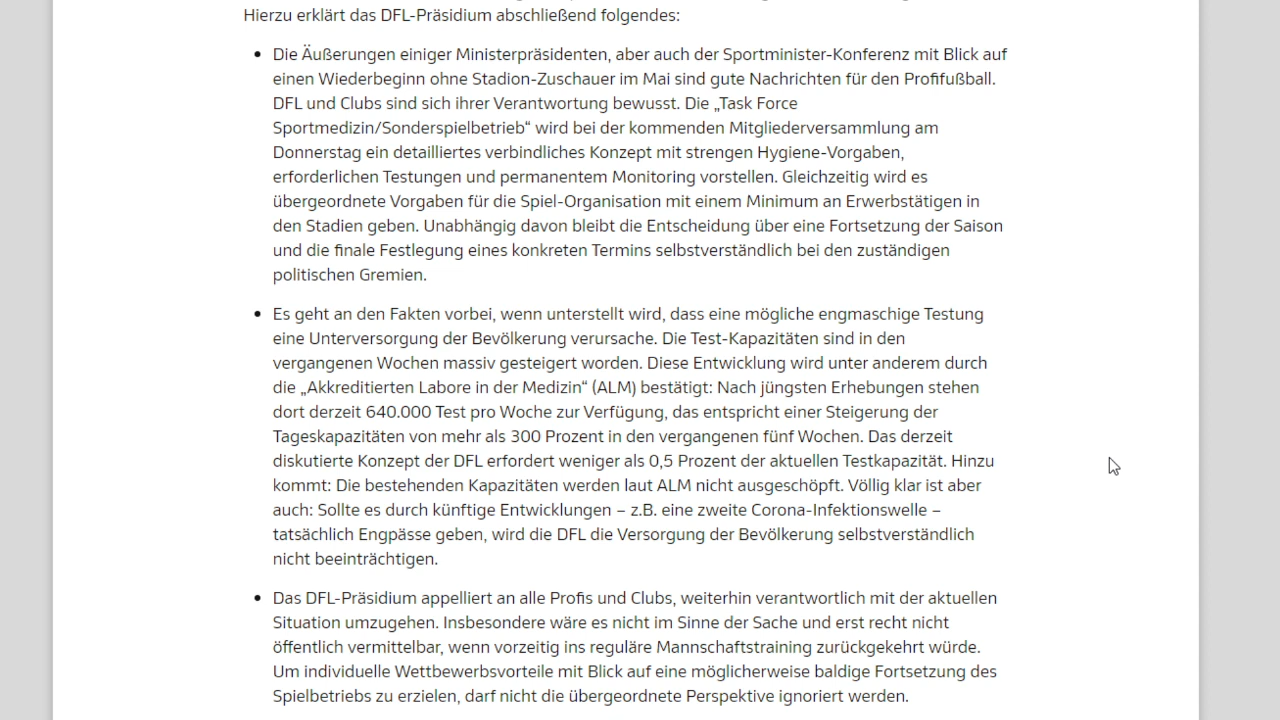 Hierzu erklärt das DFL-Präsidium abschließend folgendes:
• Die Äußerungen einiger Ministerpräsidenten, aber auch der Sportminister-Konferenz mit Blick auf
einen Wiederbeginn ohne Stadion-Zuschauer im Mai sind gute Nachrichten für den Profifußball.
DFL und Clubs sind sich ihrer Verantwortung bewusst. Die „Task Force
Sportmedizin/Sonderspielbetrieb“ wird bei der kommenden Mitgliederversammlung am
Donnerstag ein detailliertes verbindliches Konzept mit strengen Hygiene-Vorgaben,
erforderlichen Testungen und permanentem Monitoring vorstellen. Gleichzeitig wird es
übergeordnete Vorgaben für die Spiel-Organisation mit einem Minimum an Erwerbstätigen in
den Stadien geben. Unabhängig davon bleibt die Entscheidung über eine Fortsetzung der Saison
und die finale Festlegung eines konkreten Termins selbstverständlich bei den zuständigen
politischen Gremien.
• Es geht an den Fakten vorbei, wenn unterstellt wird, dass eine mögliche engmaschige Testung
eine Unterversorgung der Bevölkerung verursache. Die Test-Kapazitäten sind in den
vergangenen Wochen massiv gesteigert worden. Diese Entwicklung wird unter anderem durch
die „Akkreditierten Labore in der Medizin“ (ALM) bestätigt: Nach jüngsten Erhebungen stehen
dort derzeit 640.000 Test pro Woche zur Verfügung, das entspricht einer Steigerung der
Tageskapazitäten von mehr als 300 Prozent in den vergangenen fünf Wochen. Das derzeit
diskutierte Konzept der DFL erfordert weniger als 0,5 Prozent der aktuellen Testkapazität. Hinzu
kommt: Die bestehenden Kapazitäten werden laut ALM nicht ausgeschöpft. Völlig klar ist aber
auch: Sollte es durch künftige Entwicklungen – z.B. eine zweite Corona-Infektionswelle –
tatsächlich Engpässe geben, wird die DFL die Versorgung der Bevölkerung selbstverständlich
nicht beeinträchtigen.
• Das DFL-Präsidium appelliert an alle Profis und Clubs, weiterhin verantwortlich mit der aktuellen
Situation umzugehen. Insbesondere wäre es nicht im Sinne der Sache und erst recht nicht
öffentlich vermittelbar, wenn vorzeitig ins reguläre Mannschaftstraining zurückgekehrt würde.
Um individuelle Wettbewerbsvorteile mit Blick auf eine möglicherweise baldige Fortsetzung des
Spielbetriebs zu erzielen, darf nicht die übergeordnete Perspektive ignoriert werden.